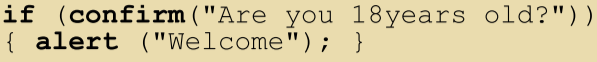 if (confirm("Are you 18years old?"))
{ alert ("Welcome"); }